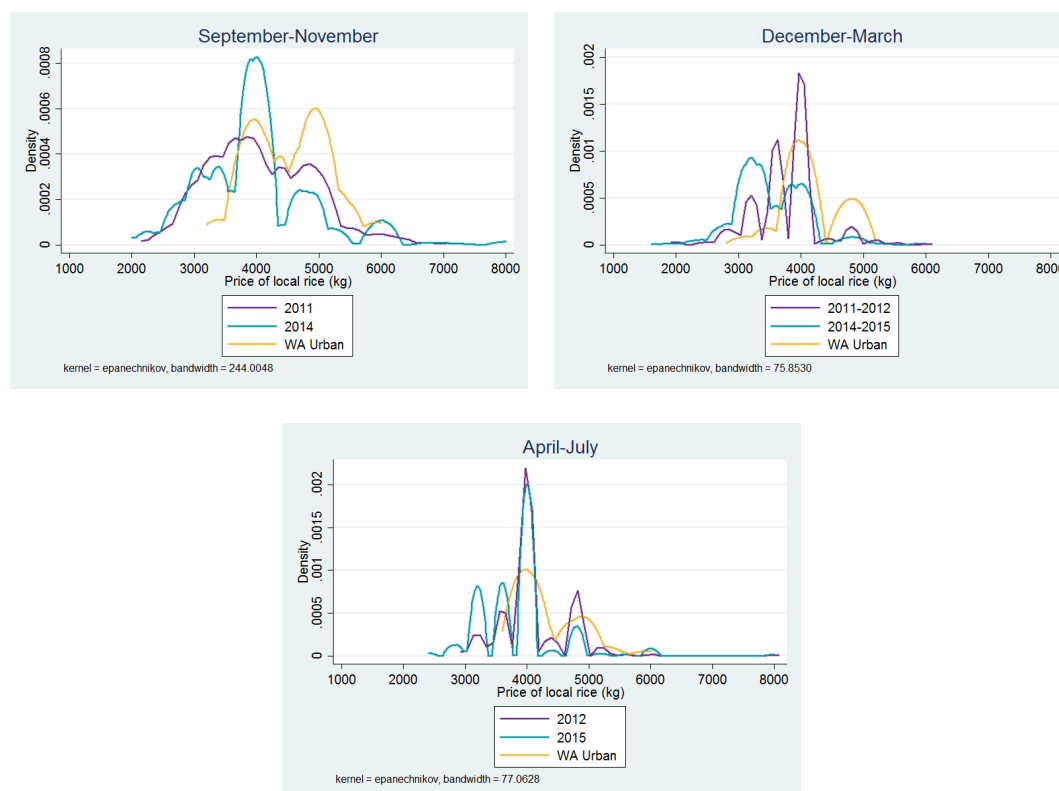 September-November
Density
.0008
.0006
.0004
.0002
0
1000 2000 3000 4000 5000 6000 7000 8000
Price of local rice (kg)
2011
2014
WA Urban
kernel = epanechnikov, bandwidth = 244.0048
December-March
Density
.002
.0015
.001
.0005
0
1000 2000 3000 4000 5000 6000 7000 800
Price of local rice (kg)
2011-2012
2014-2015
WA Urban
kernel = epanechnikov, bandwidth = 75.8530
April-July
Density
.002
.0015
.001
.0005
0
1000 2000 3000 4000 5000 6000 7000 8000
Price of local rice (kg)
2012
2015
WA Urban
kernel = epanechnikov, bandwidth = 77.0628